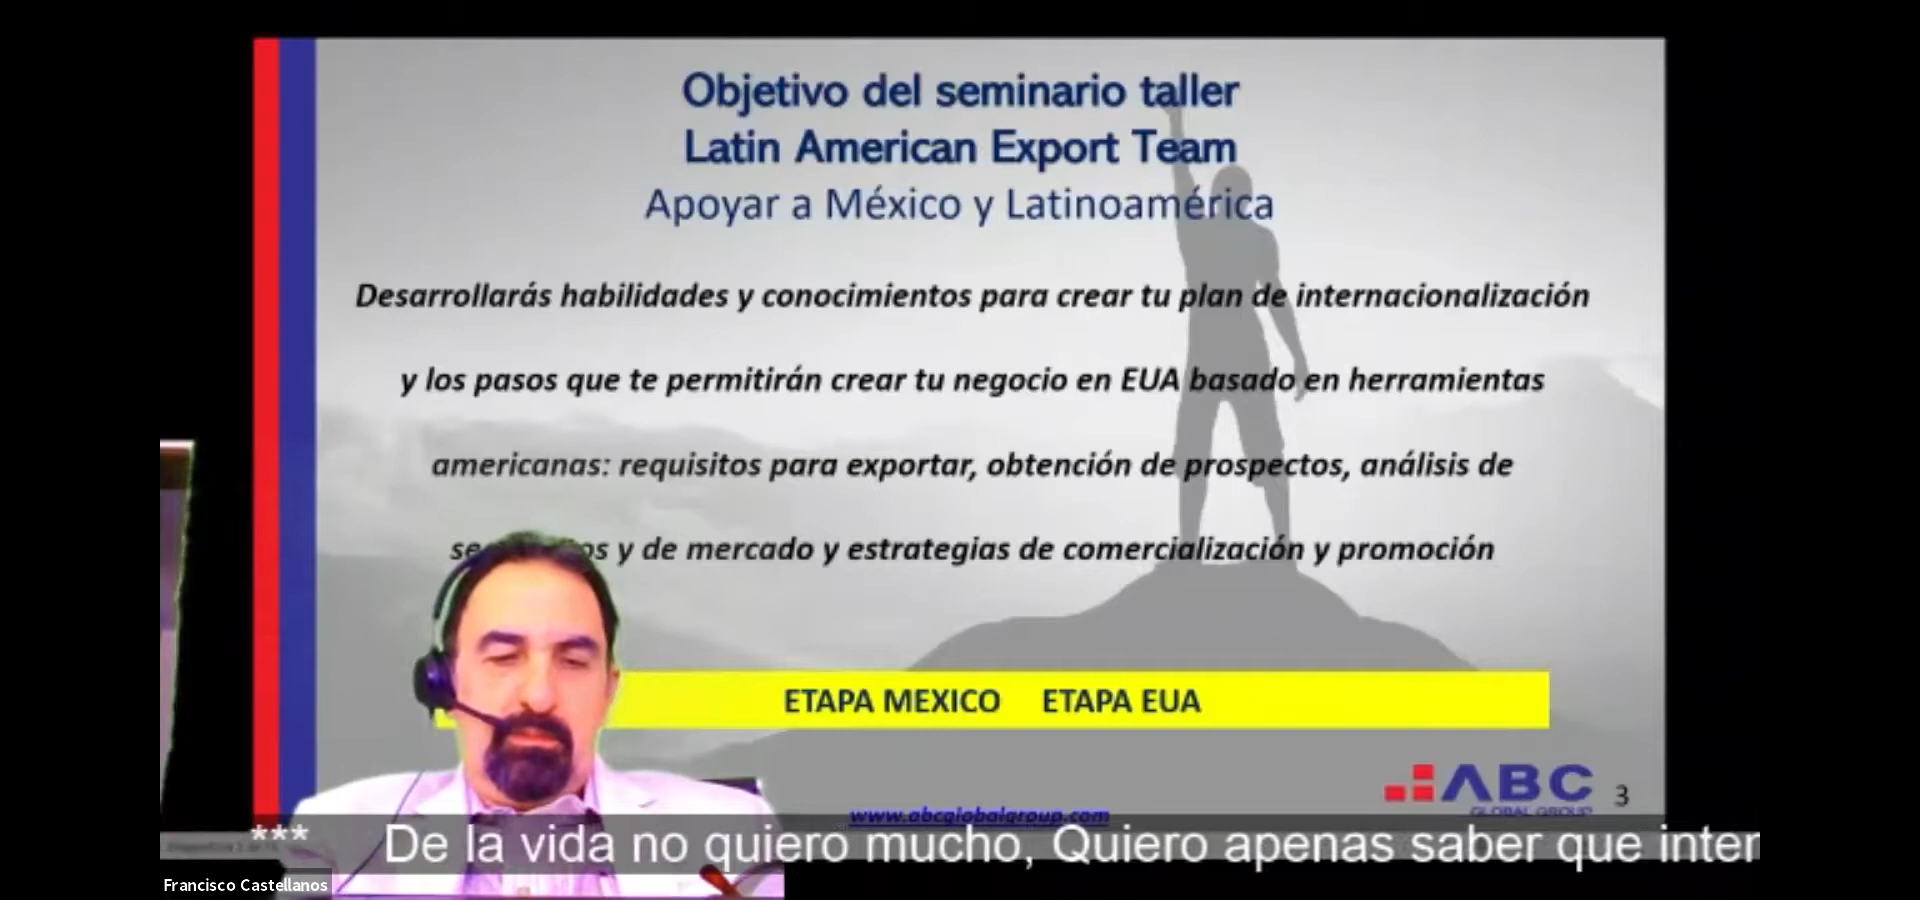 Objetivo del seminario taller
Latin American Export Team
Apoyar a México y Latinoamérica
Desarrollarás habilidades y conocimientos para crear tu plan de internacionalización
y los pasos que te permitirán crear tu negocio en EUA basado en herramientas
americanas: requisitos para exportar, obtención de prospectos, análisis de
y de mercado y estrategias de comercialización y promoción
ETAPA MEXICO ETAPA EUA
ABC
GLOBAL GROUP
3
www.abcglobalgroup.com
*** De la vida no quiero mucho, Quiero apenas saber que inter
Francisco Castellanos